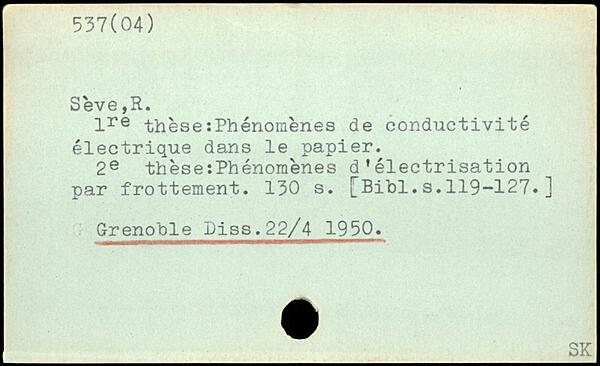 537(04)
Sève,R.
1re thèse:Phénomènes de conductivité
électrique dans le papier.
2e thèse:Phénomènes d'électrisation
par frottement. 130 s. [Bibl.s.119-127.]
G Grenoble Diss.22/4 1950.
SK